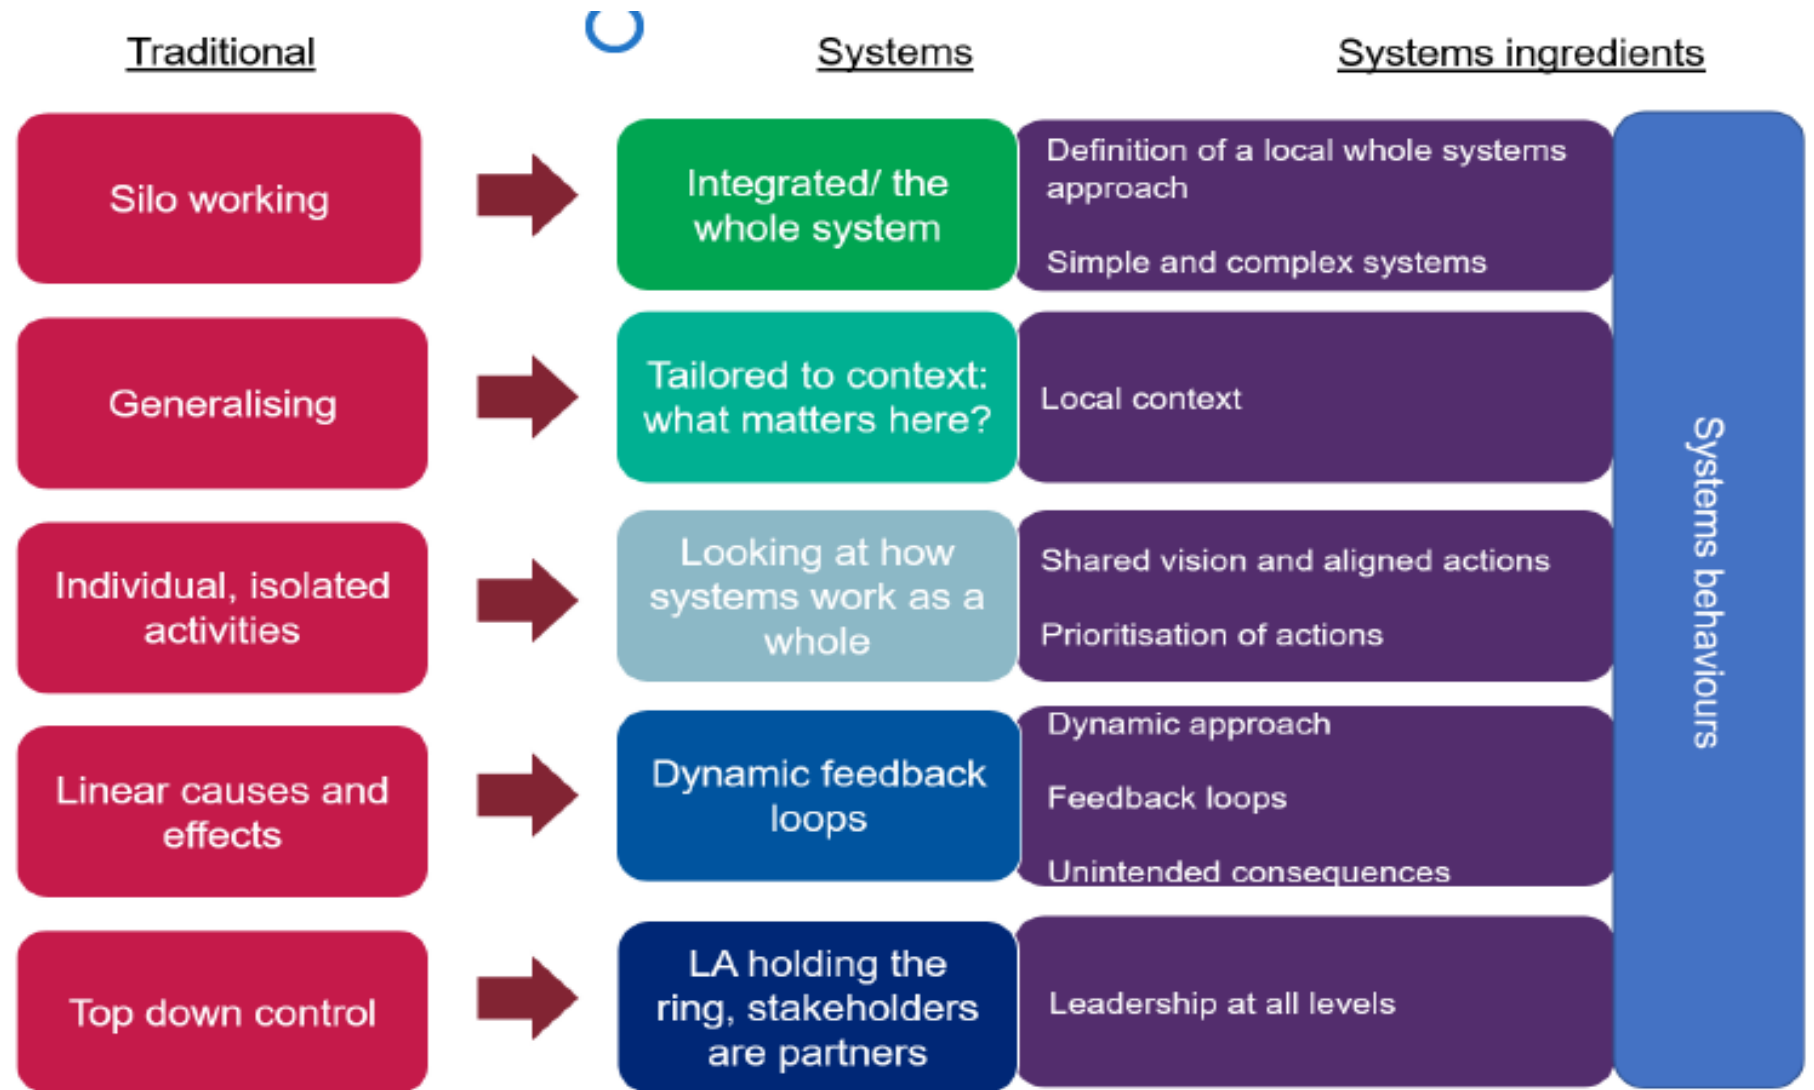 Traditional
Systems
Systems ingredients
Silo working
Integrated/ the
whole system
Definition of a local whole systems
approach
Simple and complex systems
Generalising
Tailored to context:
what matters here?
Local context
Individual, isolated
activities
Looking at how
systems work as a
whole
Shared vision and aligned actions
Prioritisation of actions
Linear causes and
effects
Dynamic feedback
loops
Dynamic approach
Feedback loops
Unintended consequences
Top down control
LA holding the
ring, stakeholders
are partners
Leadership at all levels
Systems behaviours